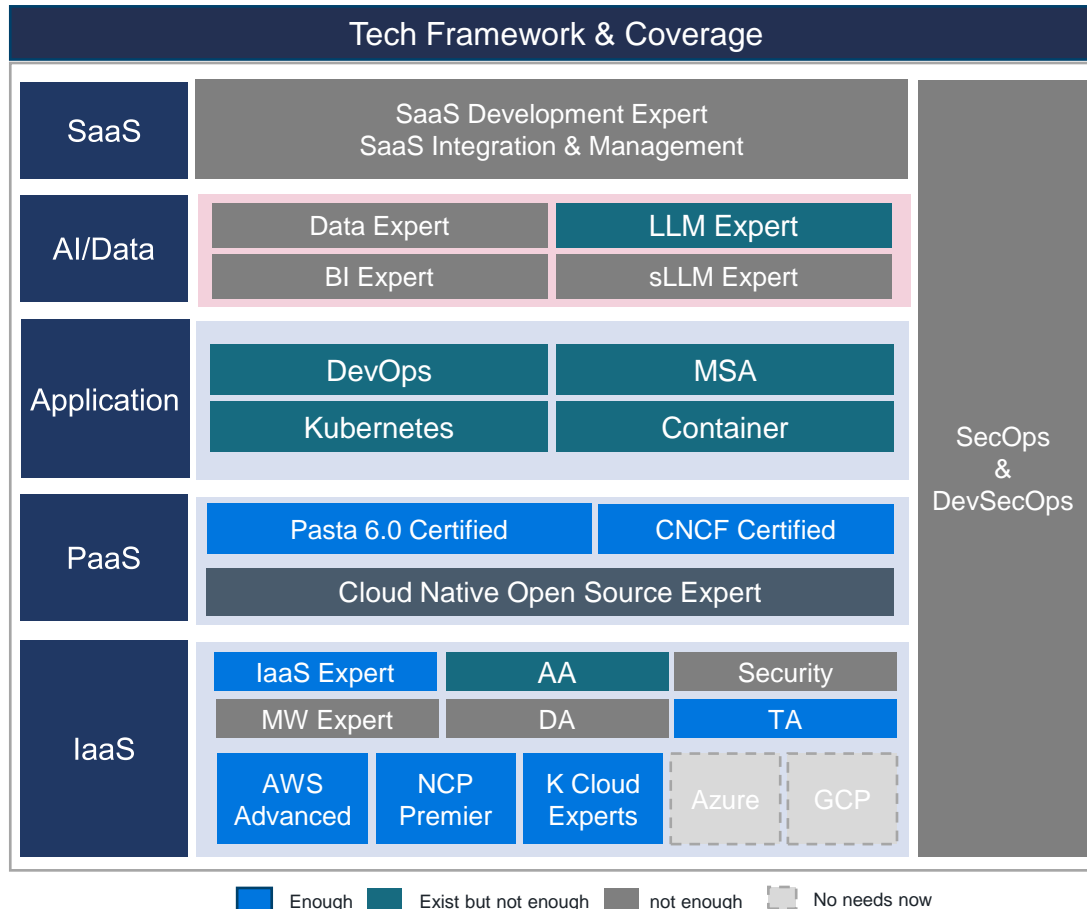 Tech Framework & Coverage
SaaS
SaaS Development Expert
SaaS Integration & Management
AI/Data
Data Expert
LLM Expert
BI Expert
sLLM Expert
Application
DevOps
MSA
Kubernetes
Container
SecOps
&
DevSecOps
PaaS
Pasta 6.0 Certified
CNCF Certified
Cloud Native Open Source Expert
IaaS
IaaS Expert
AA
Security
MW Expert
DA
TA
AWS
Advanced
NCP
Premier
K Cloud
Experts
Azure
GCP
Enough
Exist but not enough
not enough
No needs now